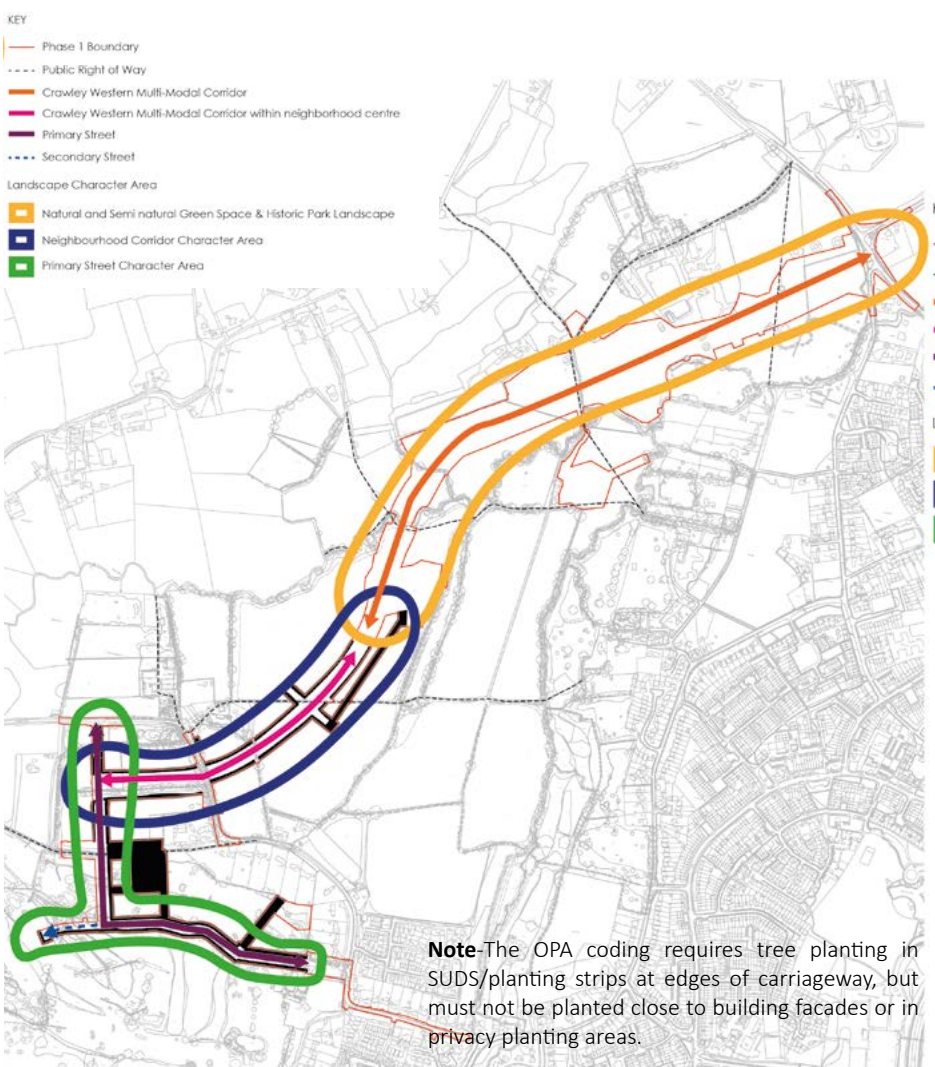 KEY
Phase 1 Boundary
Public Right of Way
Crawley Western Multi-Modal Corridor
Crawley Western Multi-Modal Corridor within neighborhood centre
Primary Street
Secondary Street
Landscape Character Area
Natural and Semi natural Green Space & Historic Park Landscape
Neighbourhood Corridor Character Area
Primary Street Character Area
Note-The OPA coding requires tree planting in
SUDS/planting strips at edges of carriageway, but
must not be planted close to building facades or in
privacy planting areas.